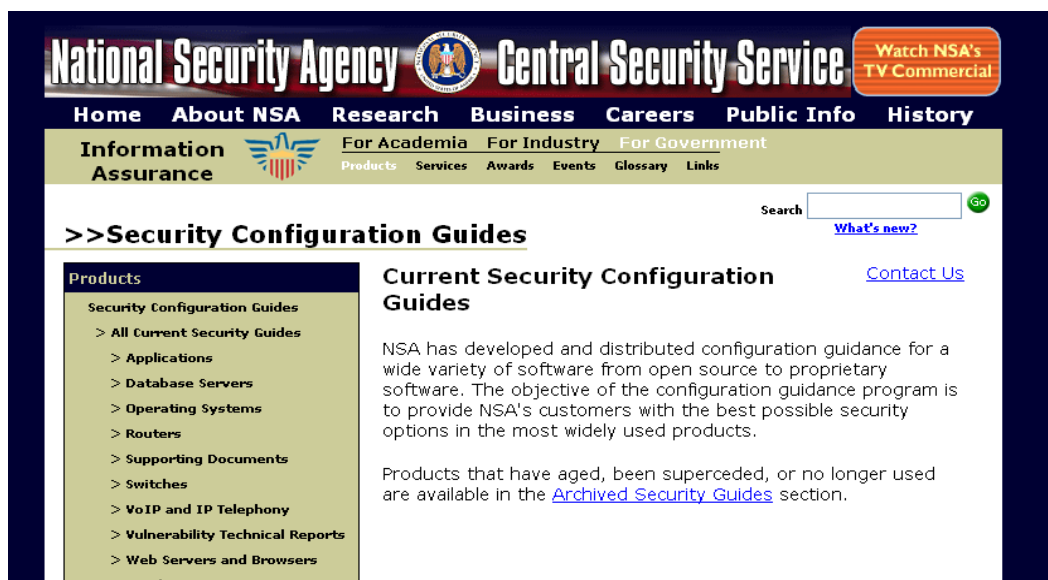 National Security Agency Central Security Service
Watch NSA's
TV Commercial
Home About NSA Research Business Careers Public Info History
Information
Assurance
For Academia For Industry For Government
Products Services Awards Events Glossary Links
Search Go
What's new?
>>Security Configuration Guides
Products
Security Configuration Guides
> All Current Security Guides
> Applications
> Database Servers
> Operating Systems
> Routers
> Supporting Documents
> Switches
> VoIP and IP Telephony
> Vulnerability Technical Reports
> Web Servers and Browsers
Current Security Configuration
Guides
Contact Us
NSA has developed and distributed configuration guidance for a
wide variety of software from open source to proprietary
software. The objective of the configuration guidance program is
to provide NSA's customers with the best possible security
options in the most widely used products.
Products that have aged, been superceded, or no longer used
are available in the Archived Security Guides section.